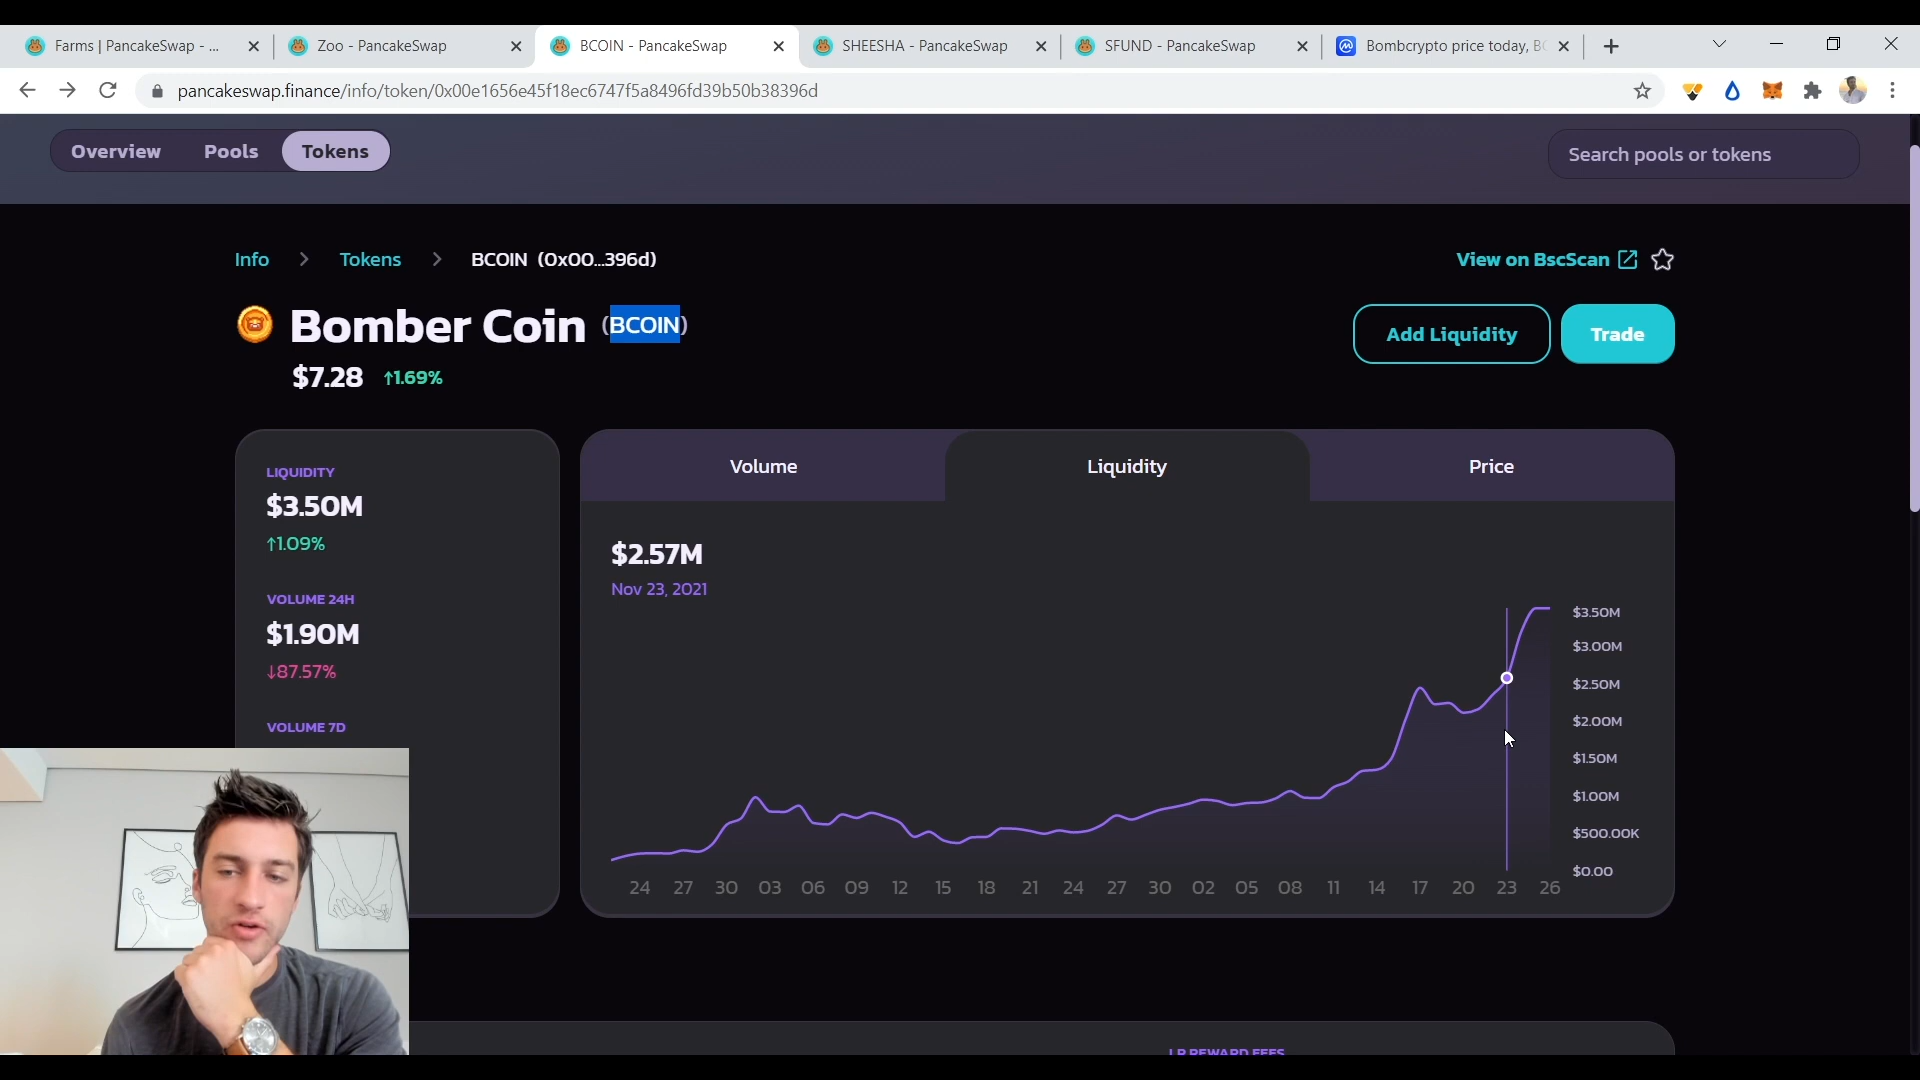 Farms | PancakeSwap - ...
Zoo - PancakeSwap
BCOIN - PancakeSwap
SHEESHA - PancakeSwap
SFUND - PancakeSwap
Bombcrypto price today, BC
pancakeswap.finance/info/token/0x00e1656e45f18ec6747f5a8496fd39b50b38396d
Overview
Pools
Tokens
Search pools or tokens
Info
Tokens
BCOIN (0x00...396d)
View on BscScan
Bomber Coin (BCOIN)
$7.28 ↑1.69%
Add Liquidity
Trade
LIQUIDITY
$3.50M
↑1.09%
VOLUME 24H
$1.90M
↓87.57%
VOLUME 7D
Volume
Liquidity
Price
$2.57M
Nov 23, 2021
$3.50M
$3.00M
$2.50M
$2.00M
$1.50M
$1.00M
$500.00K
$0.00
24 27 30 03 06 09 12 15 18 21 24 27 30 02 05 08 11 14 17 20 23 26
LP REWARD FEES